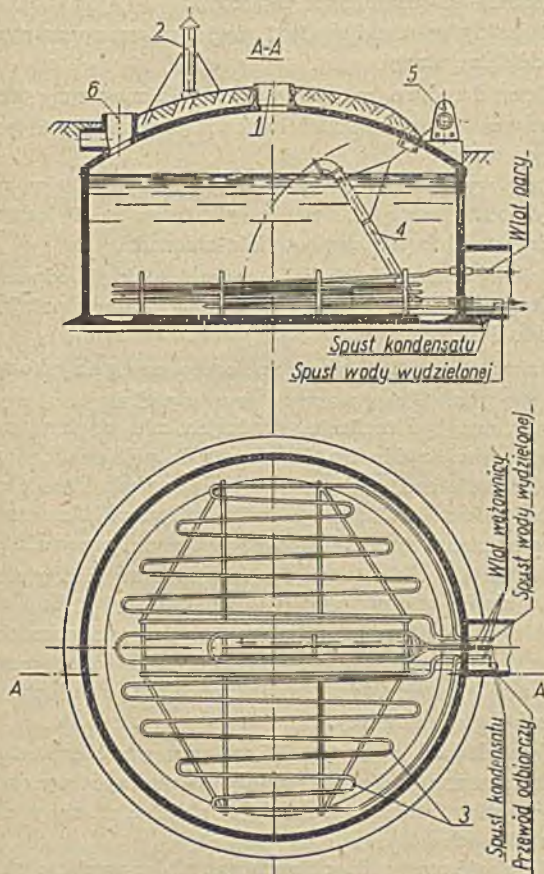 2
A-A
5
6
1
4
Wlot pary
Spust kondensatu
Spust wody wydzielonej
Wlot wężownicy
Spust wody wydzielonej
A
A
Spust kondensatu
Przewód odbiorczy
3